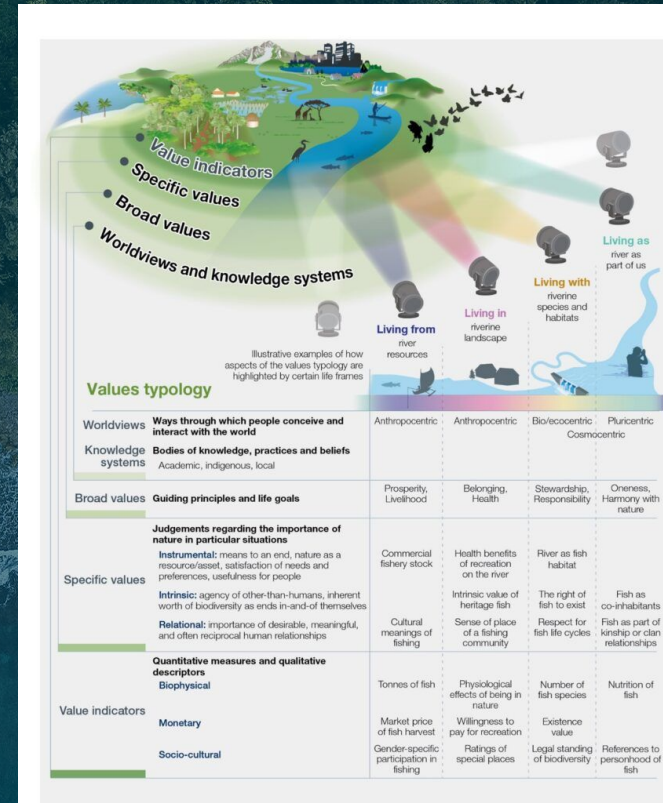 Value indicators
Specific values
Broad values
Worldviews and knowledge systems
Living as
river as
part of us
Living with
riverine
species and
habitats
Living in
riverine
landscape
Living from
river
resources
Illustrative examples of how
aspects of the values typology are
highlighted by certain life frames
Values typology
Worldviews
Ways through which people conceive and
interact with the world
Anthropocentric
Anthropocentric
Bio/ecocentric
Pluricentric
Cosmocentric
Knowledge
systems
Bodies of knowledge, practices and beliefs
Academic, indigenous, local
Broad values
Guiding principles and life goals
Prosperity,
Livelihood
Belonging,
Health
Stewardship,
Responsibility
Oneness,
Harmony with
nature
Specific values
Judgements regarding the importance of
nature in particular situations
Instrumental: means to an end, nature as a
resource/asset, satisfaction of needs and
preferences, usefulness for people
Commercial
fishery stock
Health benefits
of recreation
on the river
River as fish
habitat
Intrinsic: agency of other-than-humans, inherent
worth of biodiversity as ends in-and-of themselves
Intrinsic value of
heritage fish
The right of
fish to exist
Fish as
co-inhabitants
Relational: importance of desirable, meaningful,
and often reciprocal human relationships
Cultural
meanings of
fishing
Sense of place
of a fishing
community
Respect for
fish life cycles
Fish as part of
kinship or clan
relationships
Value indicators
Quantitative measures and qualitative
descriptors
Biophysical
Tonnes of fish
Physiological
effects of being in
nature
Number of
fish species
Nutrition of
fish
Monetary
Market price
of fish harvest
Willingness to
pay for recreation
Existence
value
Socio-cultural
Gender-specific
participation in
fishing
Ratings of
special places
Legal standing
of biodiversity
References to
personhood of
fish